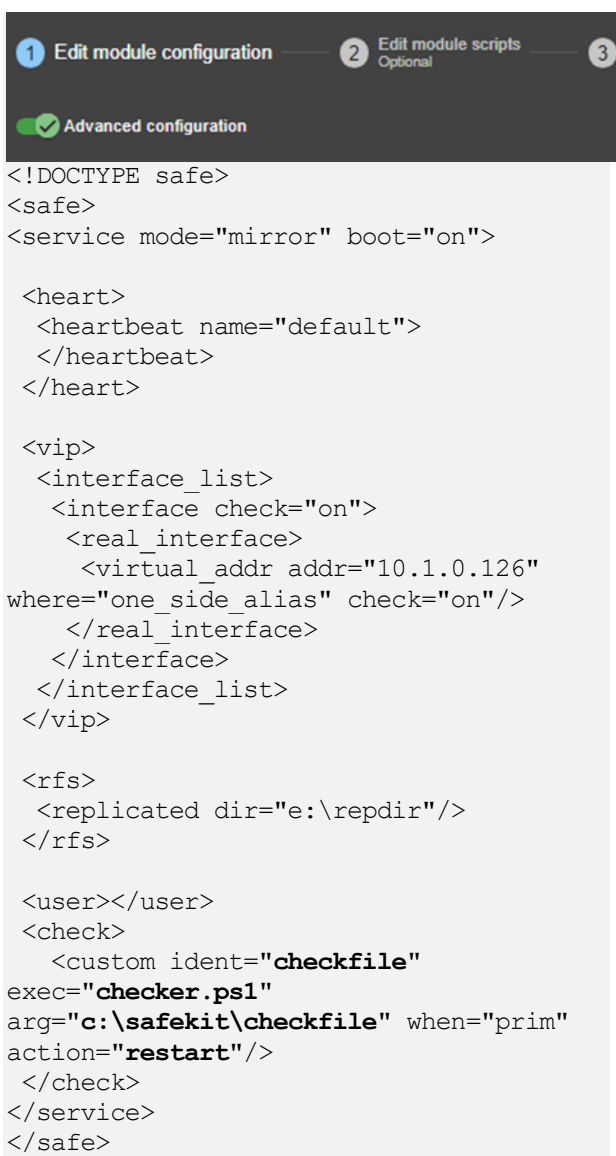 1 Edit module configuration 2 Edit module scripts 3
Optional
Advanced configuration
<!DOCTYPE safe>
<safe>
<service mode="mirror" boot="on">
 <heart>
  <heartbeat name="default">
  </heartbeat>
 </heart>
 <vip>
  <interface_list>
   <interface check="on">
    <real_interface>
     <virtual_addr addr="10.1.0.126"
where="one_side_alias" check="on"/>
    </real_interface>
   </interface>
  </interface_list>
 </vip>
 <rfs>
  <replicated dir="e:\repdir"/>
 </rfs>
 <user></user>
 <check>
   <custom ident="checkfile"
exec="checker.ps1"
arg="c:\safekit\checkfile" when="prim"
action="restart"/>
 </check>
</service>
</safe>